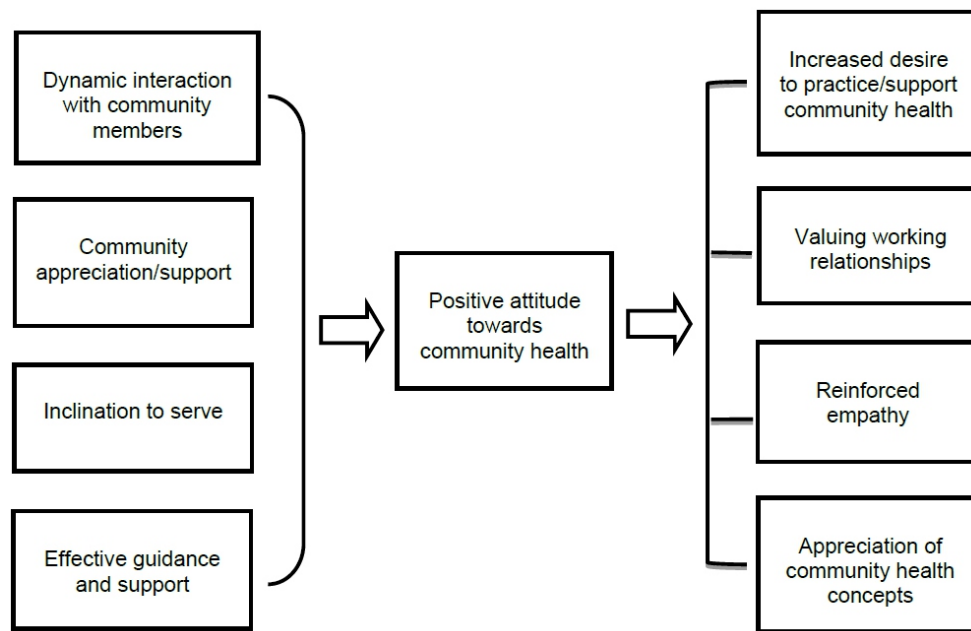 Dynamic interaction
with community
members
Community
appreciation/support
Inclination to serve
Effective guidance
and support
Positive attitude
towards
community health
Increased desire
to practice/support
community health
Valuing working
relationships
Reinforced
empathy
Appreciation of
community health
concepts